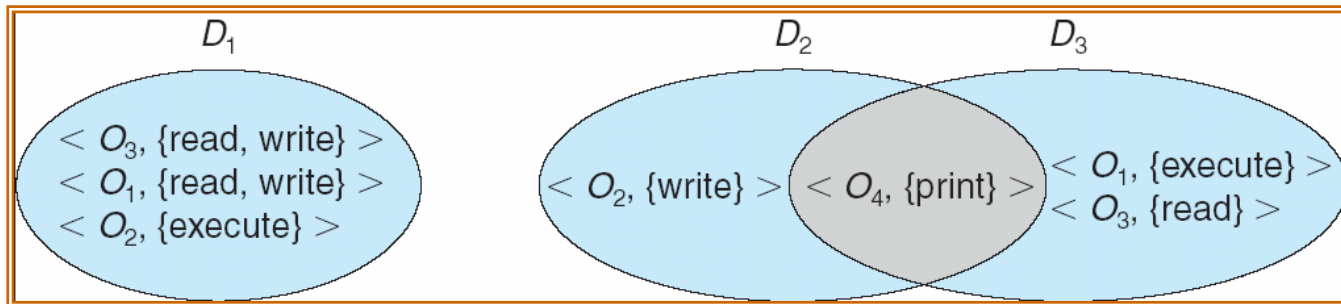 D₁ D₂ D₃
< O₃, {read, write} >
< O₁, {read, write} >
< O₂, {execute} >
< O₂, {write} > < O₄, {print} >
< O₁, {execute} >
< O₃, {read} >